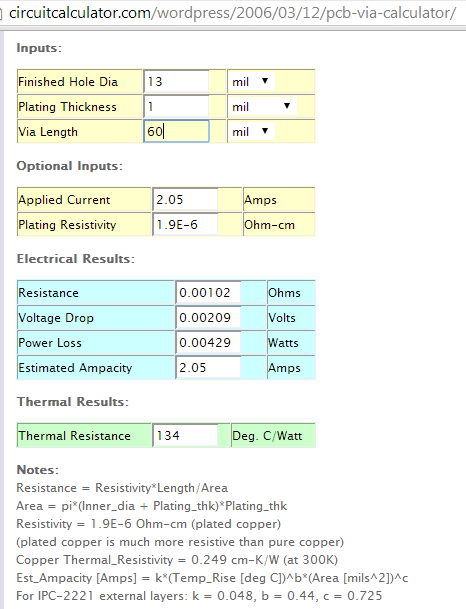 circuitcalculator.com/wordpress/2006/03/12/pcb-via-calculator/
Inputs:
Finished Hole Dia 13 mil
Plating Thickness 1 mil
Via Length 60 mil
Optional Inputs:
Applied Current 2.05 Amps
Plating Resistivity 1.9E-6 Ohm-cm
Electrical Results:
Resistance 0.00102 Ohms
Voltage Drop 0.00209 Volts
Power Loss 0.00429 Watts
Estimated Ampacity 2.05 Amps
Thermal Results:
Thermal Resistance 134 Deg. C/Watt
Notes:
Resistance = Resistivity*Length/Area
Area = pi*(Inner_dia + Plating_thk)*Plating_thk
Resistivity = 1.9E-6 Ohm-cm (plated copper)
(plated copper is much more resistive than pure copper)
Copper Thermal_Resistivity = 0.249 cm-K/W (at 300K)
Est_Ampacity [Amps] = k*(Temp_Rise [deg C])^b*(Area [mils^2])^c
For IPC-2221 external layers: k = 0.048, b = 0.44, c = 0.725